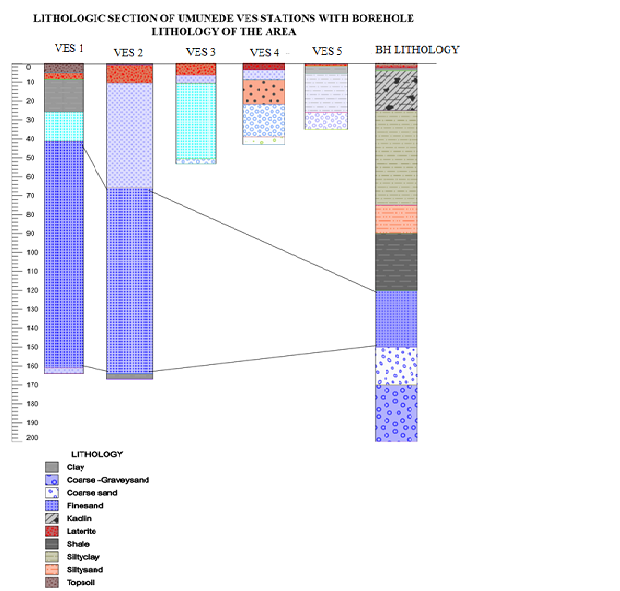 LITHOLOGIC SECTION OF UMUNEDE VES STATIONS WITH BOREHOLE
LITHOLOGY OF THE AREA
VES 1
VES 2
VES 3
VES 4
VES 5
BH LITHOLOGY
0
10
20
30
40
50
60
70
80
90
100
110
120
130
140
150
160
170
180
190
200
LITHOLOGY
Clay
Coarse-Graveysand
Coarse sand
Finesand
Kaolin
Laterite
Shale
Siltyclay
Siltysand
Topsoil